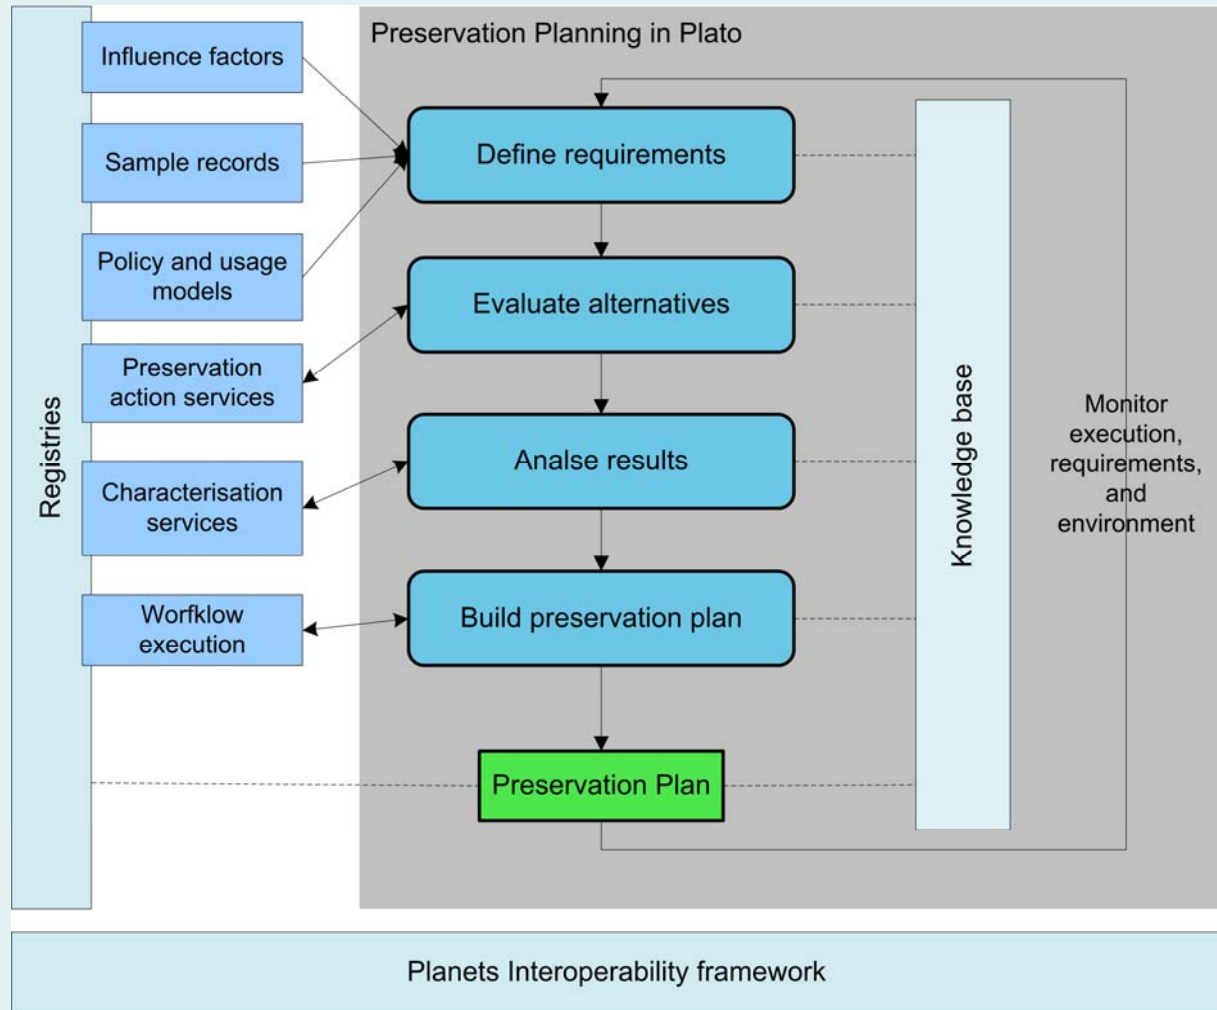 Preservation Planning in Plato
Influence factors
Sample records
Policy and usage
models
Preservation
action services
Characterisation
services
Worfklow
execution
Registries
Define requirements
Evaluate alternatives
Analse results
Build preservation plan
Preservation Plan
Knowledge base
Monitor
execution,
requirements,
and
environment
Planets Interoperability framework